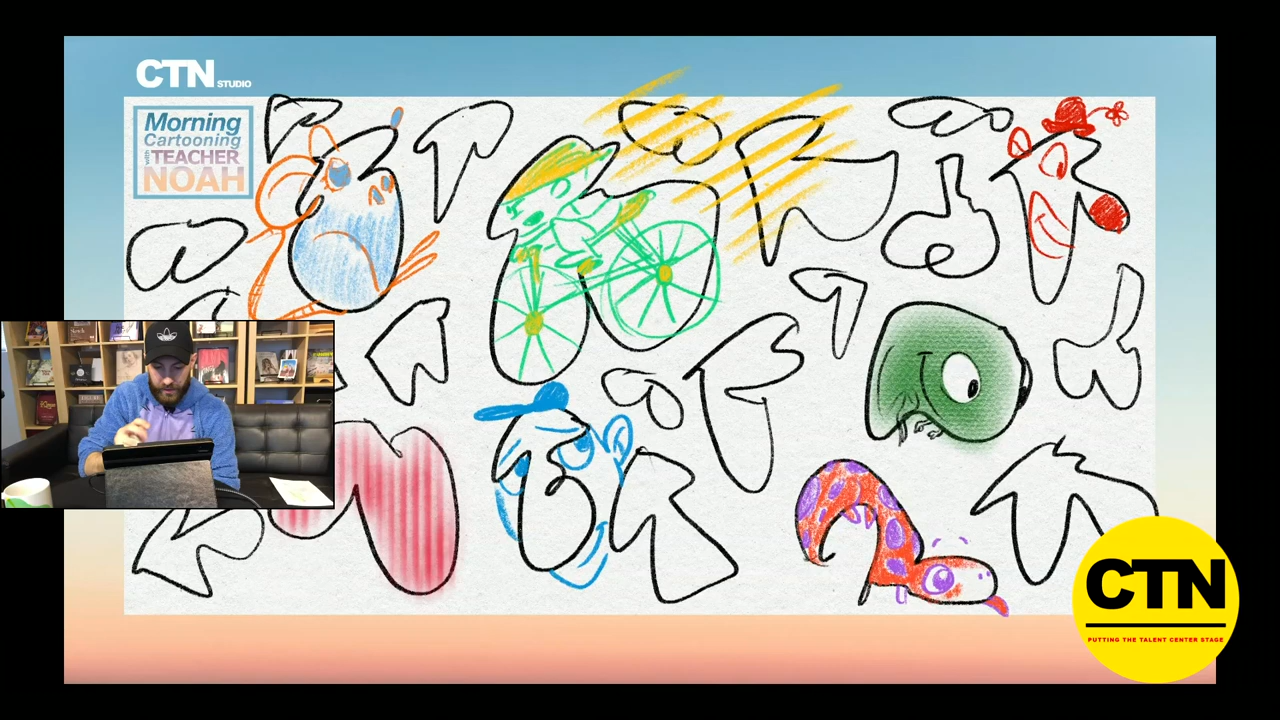 CTN STUDIO
Morning
Cartooning
with TEACHER
NOAH
CTN
PUTTING THE TALENT CENTER STAGE